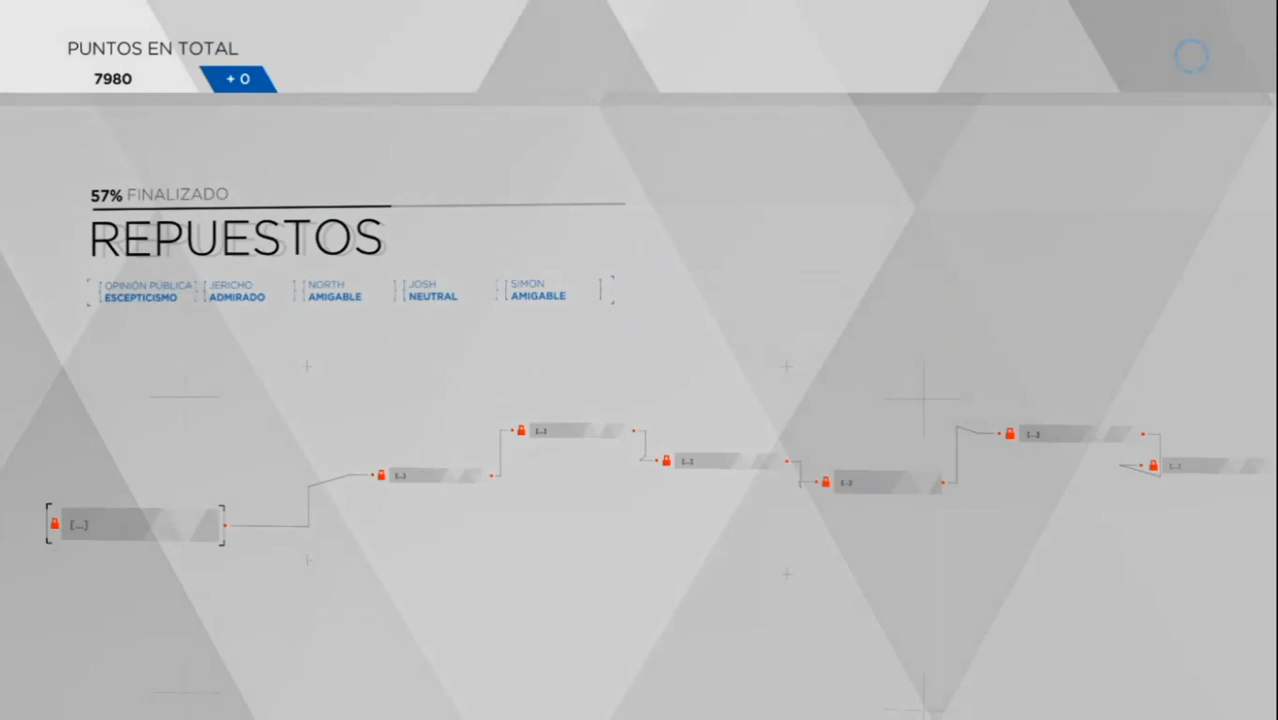 PUNTOS EN TOTAL
7980 + 0
57% FINALIZADO
REPUESTOS
OPINIÓN PÚBLICA JERICHO NORTH JOSH SIMON
ESCEPTICISMO ADMIRADO AMIGABLE NEUTRAL AMIGABLE
[...]
[...]
[...]
[...]
[...]
[...]
[...]